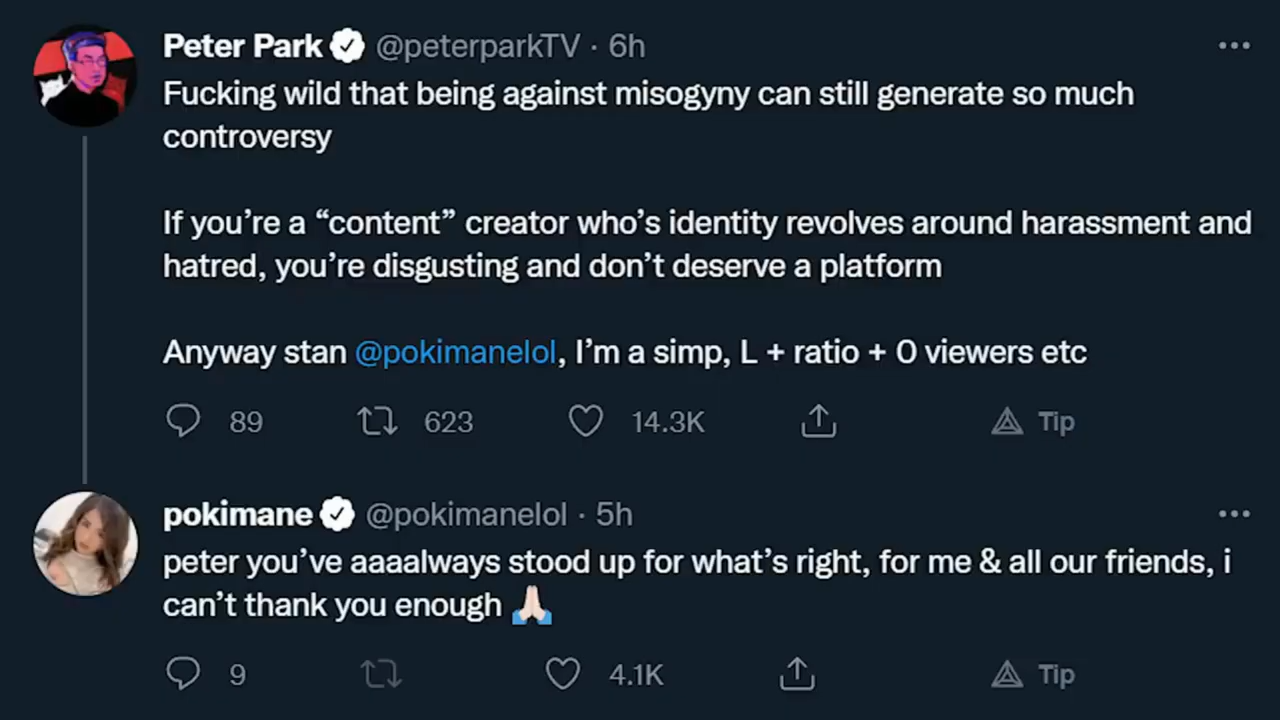 Peter Park @peterparkTV · 6h
Fucking wild that being against misogyny can still generate so much
controversy
If you’re a “content” creator who’s identity revolves around harassment and
hatred, you’re disgusting and don’t deserve a platform
Anyway stan @pokimanelol, I’m a simp, L + ratio + 0 viewers etc
89 623 14.3K Tip
pokimane @pokimanelol · 5h
peter you’ve aaaalways stood up for what’s right, for me & all our friends, i
can’t thank you enough 🙏🏻
9 4.1K Tip